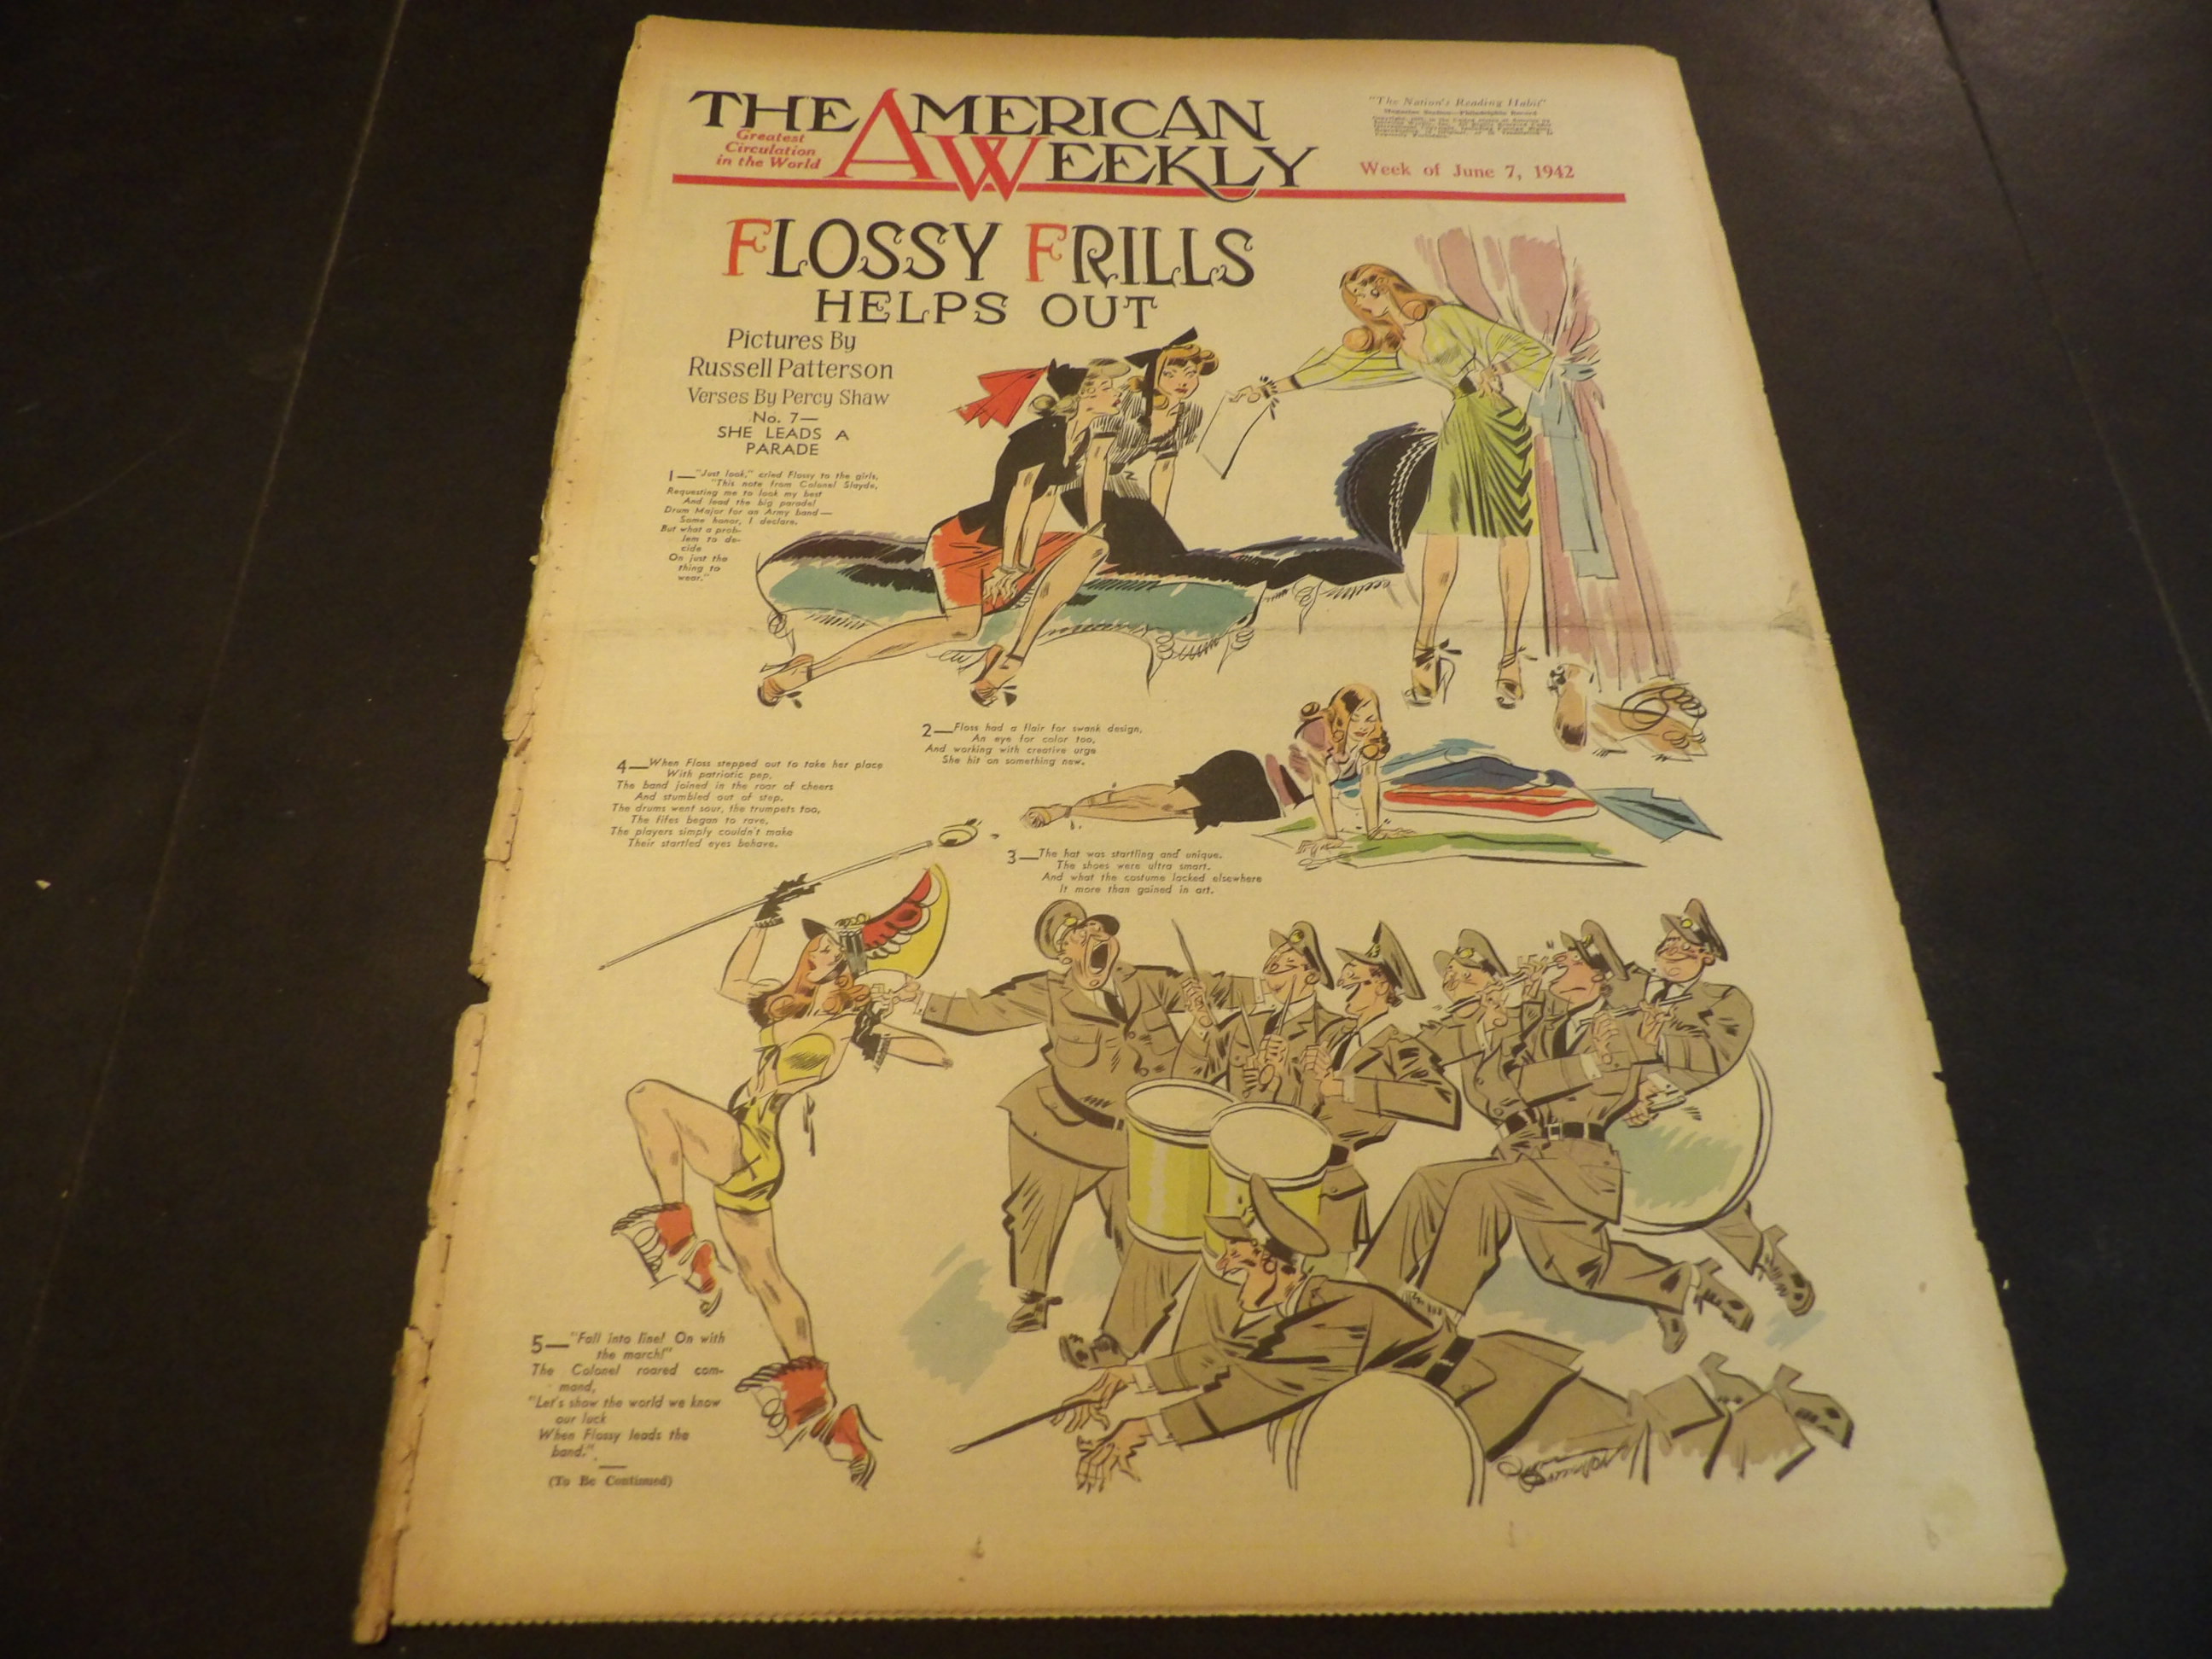 THE AMERICAN
WEEKLY
Greatest
Circulation
in the World
"The Nation's Reading Habit"
Week of June 7, 1942
FLOSSY FRILLS
HELPS OUT
Pictures By
Russell Patterson
Verses By Percy Shaw
No. 7—
SHE LEADS A
PARADE
1—"Just look," cried Flossy to the girls,
"This note from Colonel Slayde,
Requesting me to look my best
And lead the big parade!
Drum Major for an Army band—
Some honor, I declare.
But what a prob-
lem to de-
cide
On just the
thing to
wear."
2—Floss had a flair for swank design,
An eye for color too,
And working with creative urge
She hit on something new.
3—The hat was startling and unique.
The shoes were ultra smart.
And what the costume lacked elsewhere
It more than gained in art.
4—When Floss stepped out to take her place
With patriotic pep,
The band joined in the roar of cheers
And stumbled out of step.
The drums went sour, the trumpets too,
The fifes began to rave,
The players simply couldn't make
Their startled eyes behave.
5—"Fall into line! On with
the march!"
The Colonel roared com-
mand,
"Let's show the world we know
our luck
When Flossy leads the
band."
(To Be Continued)